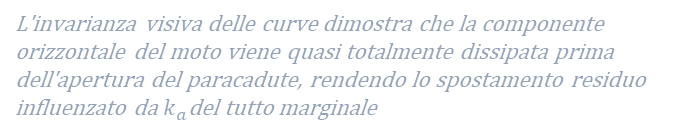 L'invarianza visiva delle curve dimostra che la componente
orizzontale del moto viene quasi totalmente dissipata prima
dell'apertura del paracadute, rendendo lo spostamento residuo
influenzato da kₐ del tutto marginale